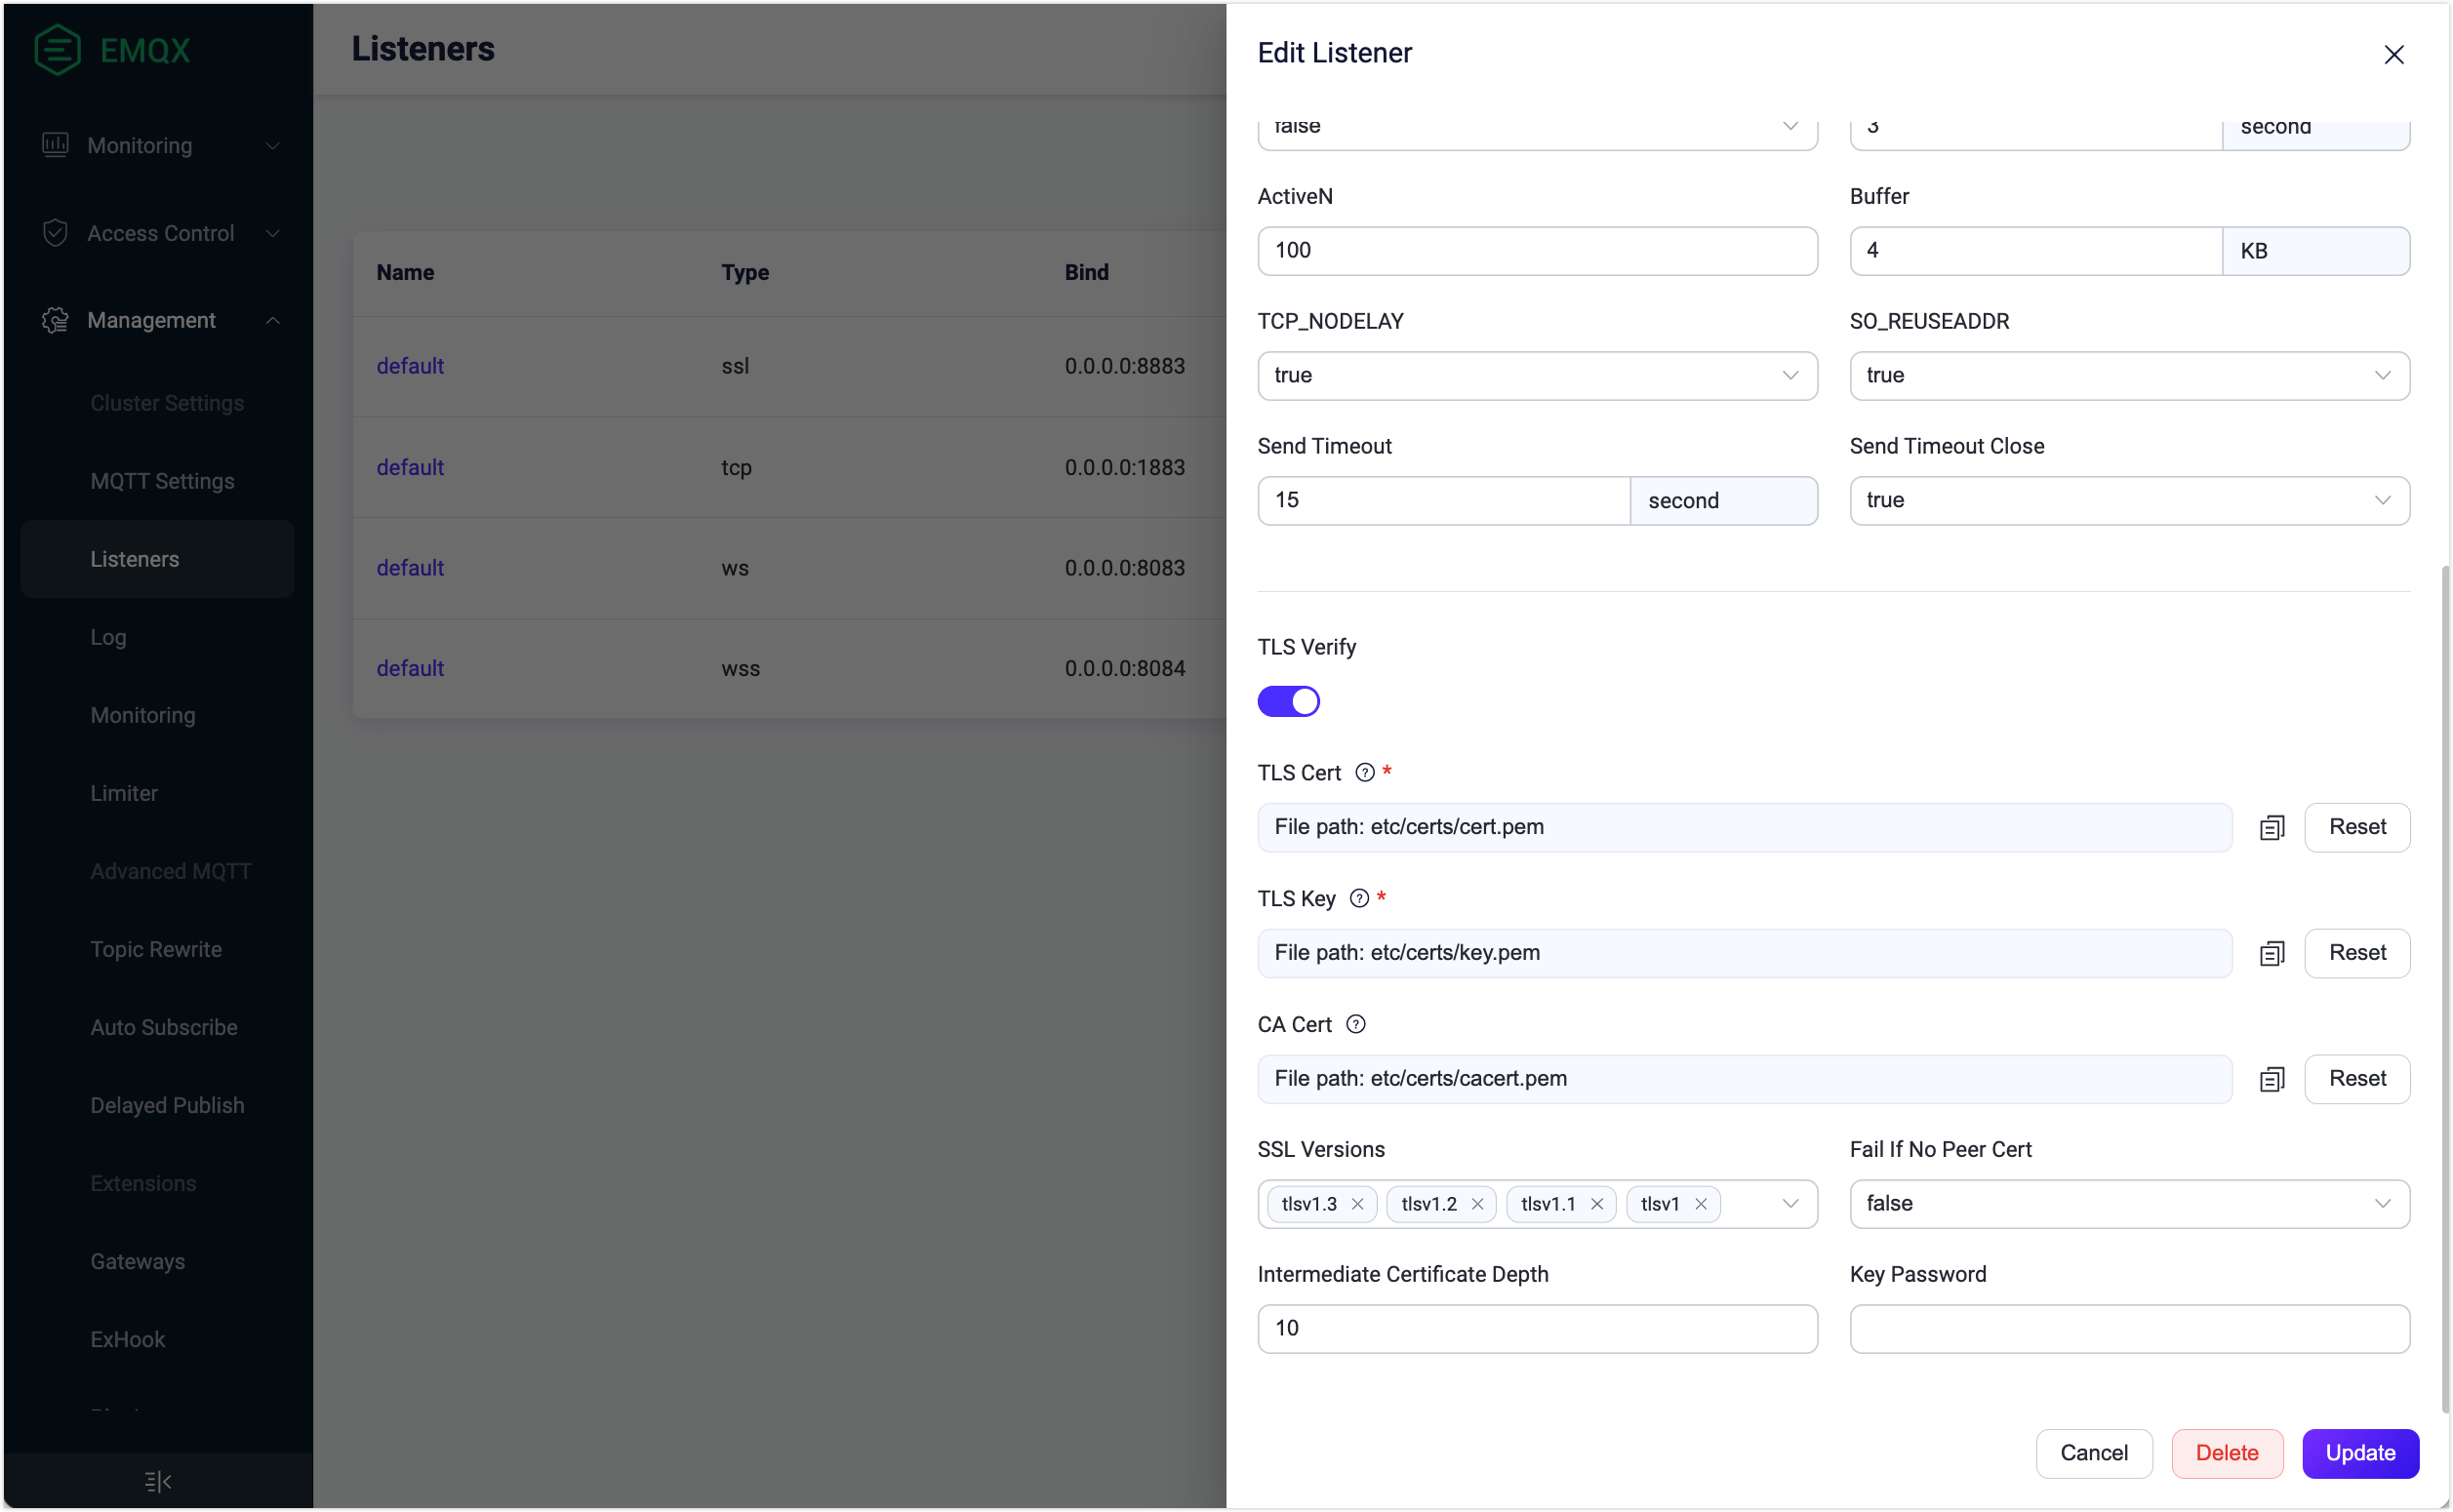 EMQX
Monitoring
Access Control
Management
Cluster Settings
MQTT Settings
Listeners
Log
Monitoring
Limiter
Advanced MQTT
Topic Rewrite
Auto Subscribe
Delayed Publish
Extensions
Gateways
ExHook
Listeners
Name Type Bind
default ssl 0.0.0.0:8883
default tcp 0.0.0.0:1883
default ws 0.0.0.0:8083
default wss 0.0.0.0:8084
Edit Listener
false 3 second
ActiveN Buffer
100 4 KB
TCP_NODELAY SO_REUSEADDR
true true
Send Timeout Send Timeout Close
15 second true
TLS Verify
TLS Cert ? *
File path: etc/certs/cert.pem Reset
TLS Key ? *
File path: etc/certs/key.pem Reset
CA Cert ?
File path: etc/certs/cacert.pem Reset
SSL Versions Fail If No Peer Cert
tlsv1.3 tlsv1.2 tlsv1.1 tlsv1 false
Intermediate Certificate Depth Key Password
10
Cancel Delete Update